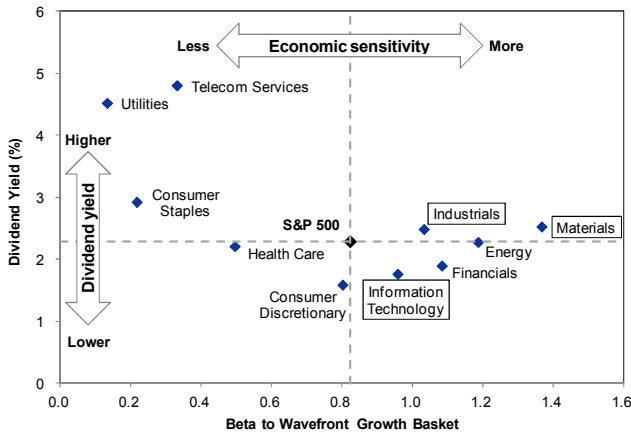 6
5
4
3
2
1
0
Dividend Yield (%)
Less
Economic sensitivity
More
Telecom Services
Utilities
Higher
Dividend yield
Lower
Consumer
Staples
S&P 500
Industrials
Materials
Health Care
Energy
Financials
Consumer
Discretionary
Information
Technology
0.0 0.2 0.4 0.6 0.8 1.0 1.2 1.4 1.6
Beta to Wavefront Growth Basket